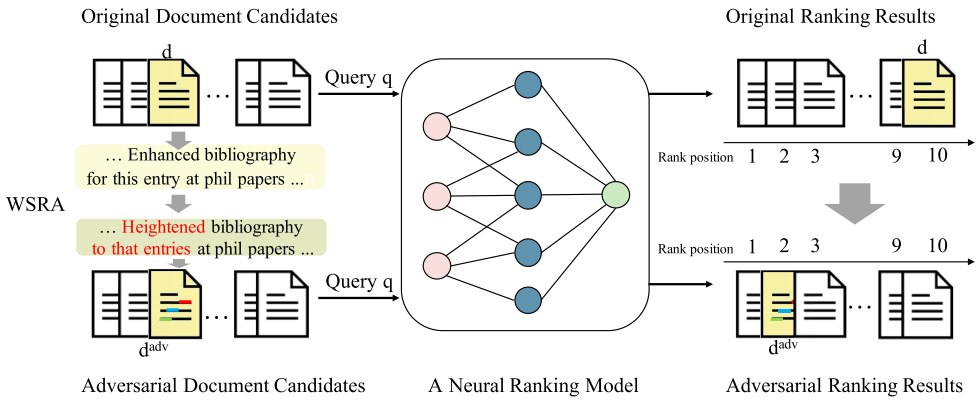 Original Document Candidates
Original Ranking Results
d
d
Query q
... Enhanced bibliography
for this entry at phil papers ...
Rank position 1 2 3 9 10
WSRA
... Heightened bibliography
to that entries at phil papers ...
Rank position 1 2 3 9 10
Query q
...
...
...
...
d^adv
d^adv
Adversarial Document Candidates
A Neural Ranking Model
Adversarial Ranking Results